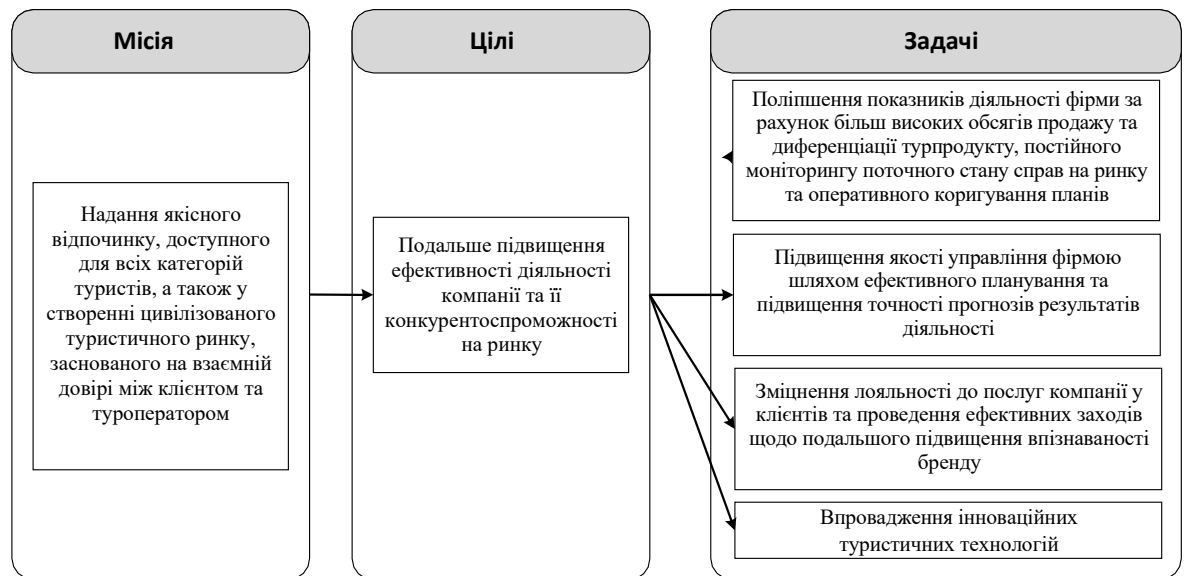 Місія
Надання якісного
відпочинку, доступного
для всіх категорій
туристів, а також у
створенні цивілізованого
туристичного ринку,
заснованого на взаємній
довірі між клієнтом та
туроператором
Цілі
Подальше підвищення
ефективності діяльності
компанії та її
конкурентоспроможності
на ринку
Задачі
Поліпшення показників діяльності фірми за
рахунок більш високих обсягів продажу та
диференціації турпродукту, постійного
моніторингу поточного стану справ на ринку
та оперативного коригування планів
Підвищення якості управління фірмою
шляхом ефективного планування та
підвищення точності прогнозів результатів
діяльності
Зміцнення лояльності до послуг компанії у
клієнтів та проведення ефективних заходів
щодо подальшого підвищення впізнаваності
бренду
Впровадження інноваційних
туристичних технологій